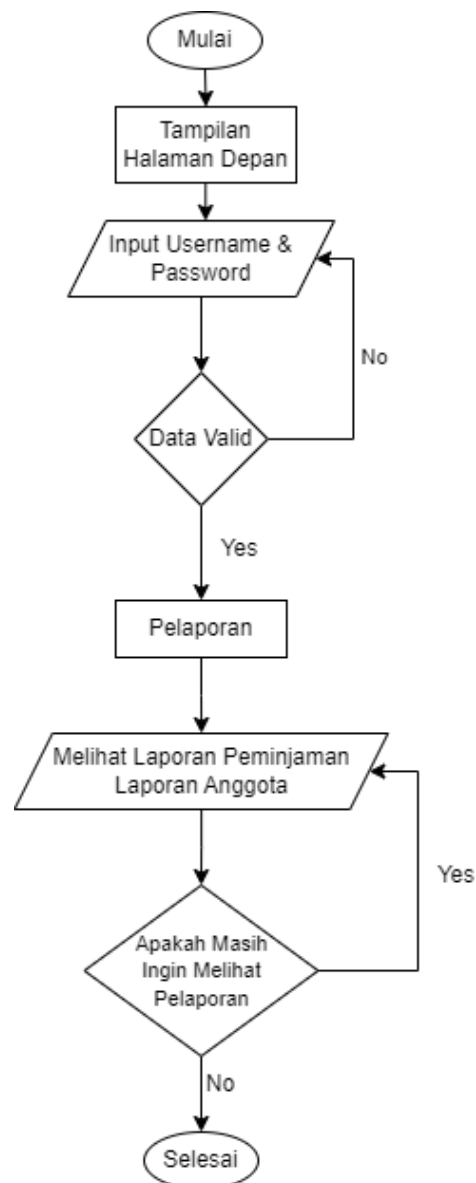 Mulai
Tampilan
Halaman Depan
Input Username &
Password
No
Data Valid
Yes
Pelaporan
Melihat Laporan Peminjaman
Laporan Anggota
Yes
Apakah Masih
Ingin Melihat
Pelaporan
No
Selesai